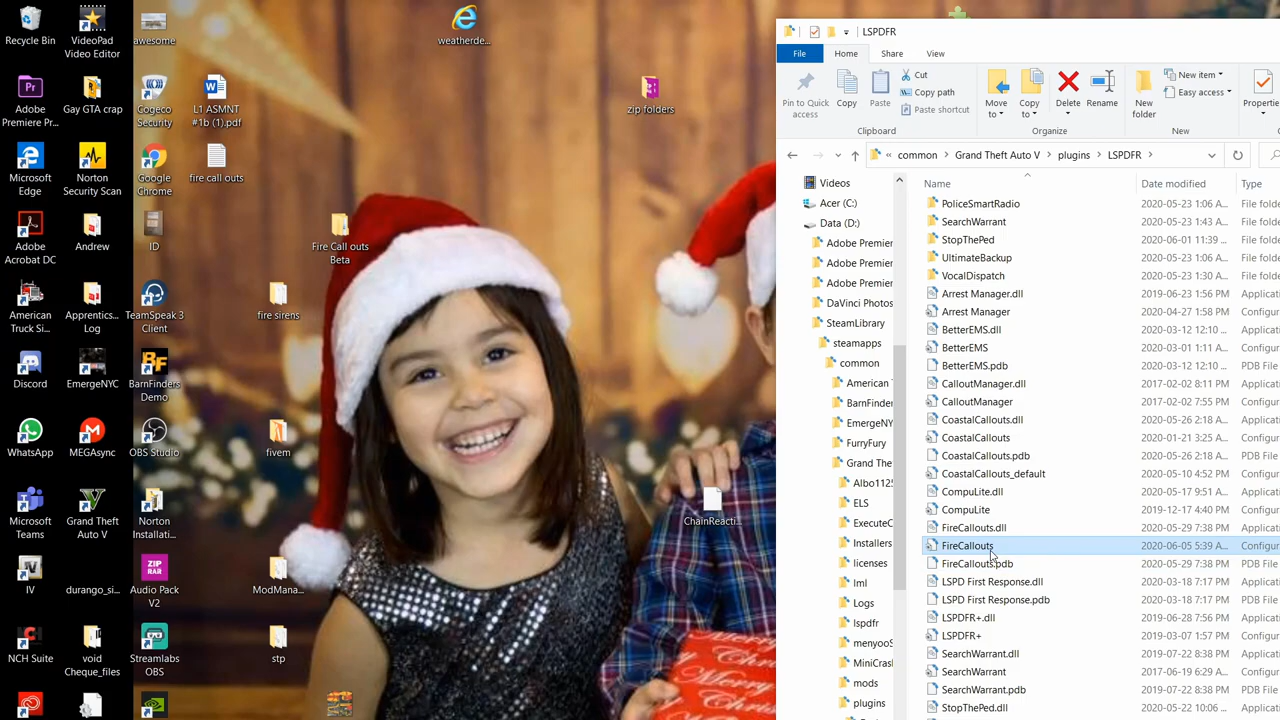 Recycle Bin
VideoPad
Video Editor
awesome
weatherde...
Adobe
Premiere Pr...
Gay GTA crap
Cogeco
Security
L1 ASMNT
#1b (1).pdf
zip folders
Microsoft
Edge
Norton
Security Scan
Google
Chrome
fire call outs
Adobe
Acrobat DC
Andrew
ID
Fire Call outs
Beta
American
Truck Si...
Apprentics...
Log
TeamSpeak 3
Client
fire sirens
Discord
EmergeNYC
BarnFinders
Demo
WhatsApp
MEGAsync
OBS Studio
fivem
Microsoft
Teams
Grand Theft
Auto V
Norton
Installati...
ChainReacti...
IV
durango_si...
ZIP
RAR
Audio Pack
V2
ModMana...
NCH
NCH Suite
void
Cheque_files
Streamlabs
OBS
stp
LSPDFR
File
Home
Share
View
Pin to Quick
access
Copy
Paste
Cut
Copy path
Paste shortcut
Clipboard
Move
to
Copy
to
Delete
Rename
Organize
New
folder
New item
Easy access
New
Properties
« common > Grand Theft Auto V > plugins > LSPDFR >
Videos
Acer (C:)
Data (D:)
Adobe Premier
Adobe Premier
Adobe Premier
DaVinci Photos
SteamLibrary
steamapps
common
American T
BarnFinder
EmergeNY
FurryFury
Grand The
Albo1125
ELS
ExecuteC
Installers
licenses
lml
Logs
lspdfr
menyoo
MiniCras
mods
plugins
Name Date modified Type
PoliceSmartRadio 2020-05-23 1:06 A... File folde
SearchWarrant 2020-05-23 1:43 A... File folde
StopThePed 2020-06-01 11:39 ... File folde
UltimateBackup 2020-05-23 1:06 A... File folde
VocalDispatch 2020-05-23 1:30 A... File folde
Arrest Manager.dll 2019-06-23 1:56 PM Applicati
Arrest Manager 2020-04-27 1:58 PM Configur
BetterEMS.dll 2020-03-12 12:10 ... Applicati
BetterEMS 2020-03-01 1:11 A... Configur
BetterEMS.pdb 2020-03-12 12:10 ... PDB File
CalloutManager.dll 2017-02-02 8:11 PM Applicati
CalloutManager 2017-02-02 7:55 PM Configur
CoastalCallouts.dll 2020-05-26 2:18 A... Applicati
CoastalCallouts 2020-01-21 3:25 A... Configur
CoastalCallouts.pdb 2020-05-26 2:18 A... PDB File
CoastalCallouts_default 2020-05-10 4:52 PM Configur
CompuLite.dll 2020-05-17 9:51 A... Applicati
CompuLite 2019-12-17 4:40 PM Configur
FireCallouts.dll 2020-05-29 7:38 PM Applicati
FireCallouts 2020-06-05 5:39 A... Configur
FireCallouts.pdb 2020-05-29 7:38 PM PDB File
LSPD First Response.dll 2020-03-18 7:17 PM Applicati
LSPD First Response.pdb 2020-03-18 7:17 PM PDB File
LSPDFR+.dll 2019-06-28 7:56 PM Applicati
LSPDFR+ 2019-03-07 1:57 PM Configur
SearchWarrant.dll 2019-07-22 8:38 PM Applicati
SearchWarrant 2017-06-19 6:29 A... Configur
SearchWarrant.pdb 2019-07-22 8:38 PM PDB File
StopThePed.dll 2020-05-22 10:06 ... Applicati